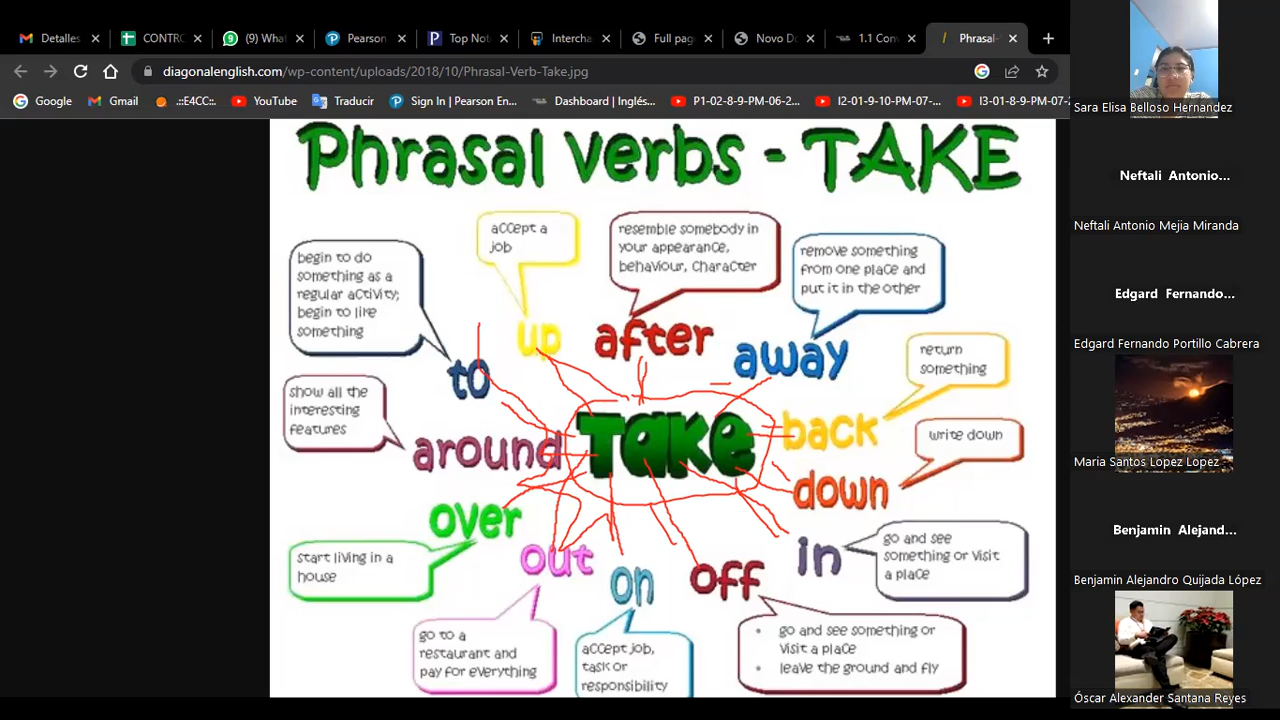 Detalles
CONTRO
(9) What
Pearson
Top Not
Intercha
Full pag
Novo Do
1.1 Conv
Phrasal-
diagonalenglish.com/wp-content/uploads/2018/10/Phrasal-Verb-Take.jpg
Google
Gmail
.::E4CC::.
YouTube
Traducir
Sign In | Pearson En...
Dashboard | Inglés...
P1-02-8-9-PM-06-2...
I2-01-9-10-PM-07-...
I3-01-8-9-PM-07-
Phrasal Verbs - TAKE
accept a
job
resemble somebody in
your appearance,
behaviour, character
remove something
from one place and
put it in the other
begin to do
something as a
regular activity;
begin to like
something
up
after
away
to
return
something
show all the
interesting
features
Take
back
around
write down
down
over
out
in
go and see
something or visit
a place
start living in a
house
on
off
go to a
restaurant and
pay for everything
accept job,
task or
responsibility
• go and see something or
visit a place
• leave the ground and fly
Sara Elisa Belloso Hernandez
Neftali Antonio...
Neftali Antonio Mejia Miranda
Edgard Fernando...
Edgard Fernando Portillo Cabrera
Maria Santos Lopez Lopez
Benjamin Alejand...
Benjamin Alejandro Quijada López
Óscar Alexander Santana Reyes